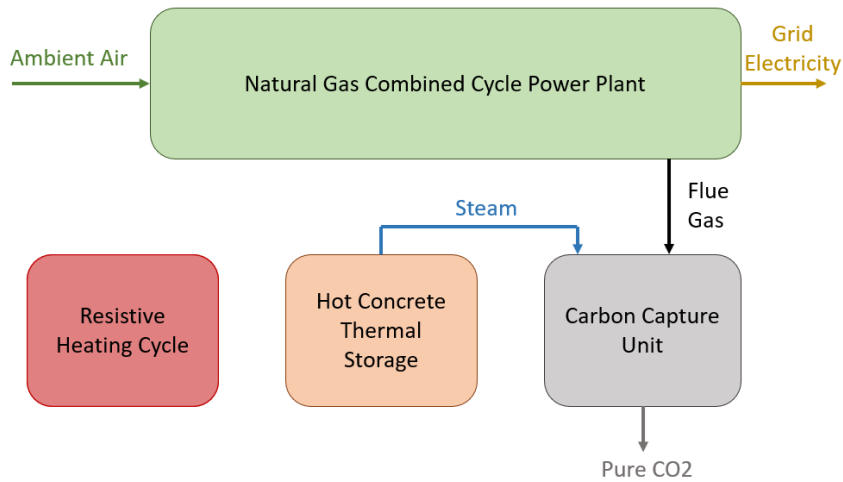 Ambient Air
Natural Gas Combined Cycle Power Plant
Grid
Electricity
Steam
Flue
Gas
Resistive
Heating Cycle
Hot Concrete
Thermal
Storage
Carbon Capture
Unit
Pure CO2